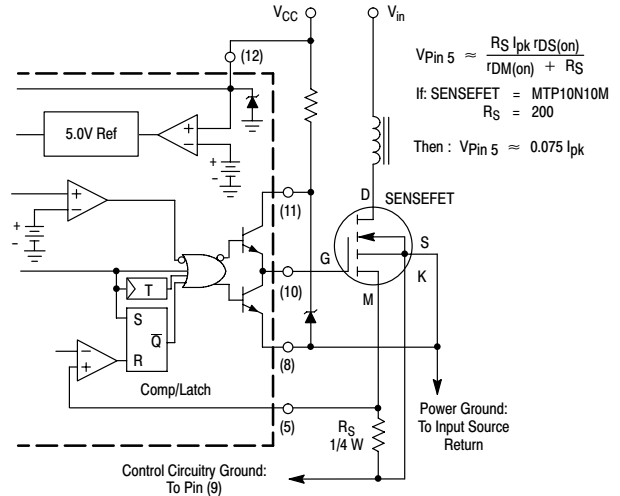 VCC
Vin
(12)
VPin 5 ≈ RS Ipk rDS(on) / rDM(on) + RS
If: SENSEFET = MTP10N10M
RS = 200
Then : VPin 5 ≈ 0.075 Ipk
5.0V Ref
+
−
+
−
+
−
+
−
(11)
D
SENSEFET
S
G
K
(10)
M
T
S
Q
R
−
+
(8)
Comp/Latch
(5)
RS
1/4 W
Power Ground:
To Input Source
Return
Control Circuitry Ground:
To Pin (9)